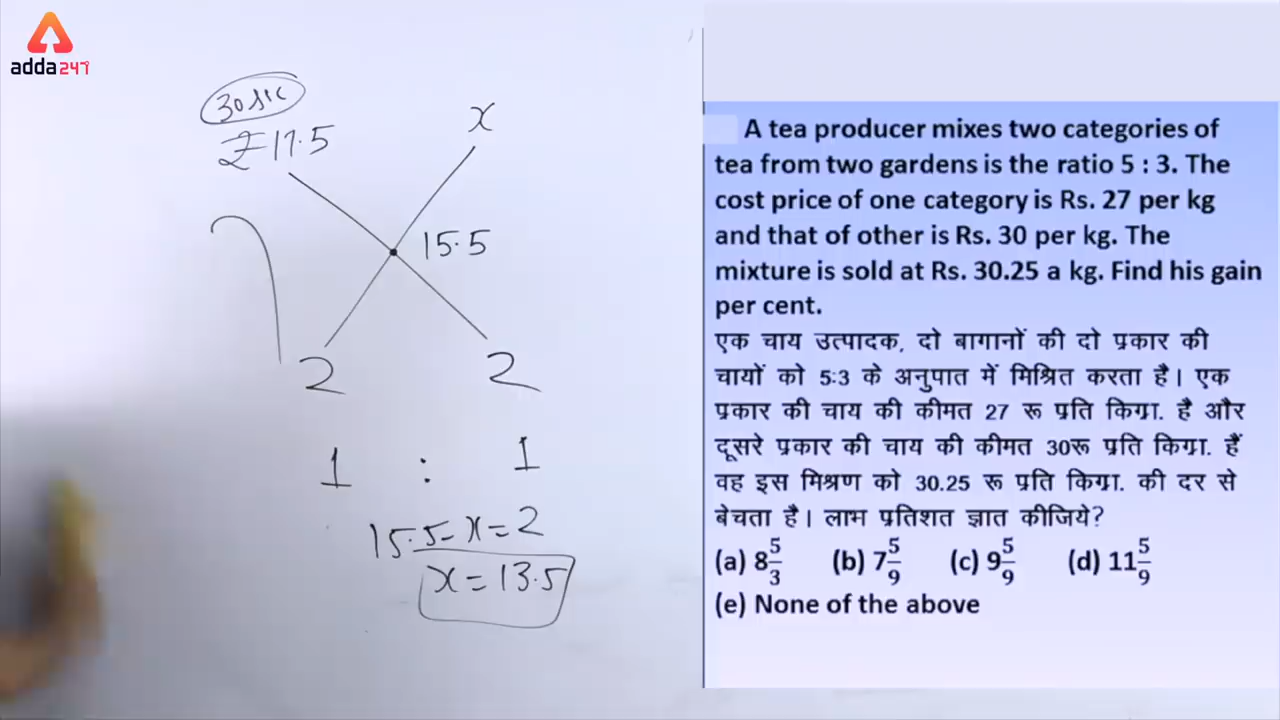 adda247
30 sec
₹ 17.5
x
15.5
2 2
1 : 1
15.5-x=2
x=13.5
A tea producer mixes two categories of
tea from two gardens is the ratio 5 : 3. The
cost price of one category is Rs. 27 per kg
and that of other is Rs. 30 per kg. The
mixture is sold at Rs. 30.25 a kg. Find his gain
per cent.
एक चाय उत्पादक, दो बागानों की दो प्रकार की
चायों को 5:3 के अनुपात में मिश्रित करता है। एक
प्रकार की चाय की कीमत 27 रू प्रति किग्रा. है और
दूसरे प्रकार की चाय की कीमत 30रू प्रति किग्रा. हैं
वह इस मिश्रण को 30.25 रू प्रति किग्रा. की दर से
बेचता है। लाभ प्रतिशत ज्ञात कीजिये?
(a) 8 5/3 (b) 7 5/9 (c) 9 5/9 (d) 11 5/9
(e) None of the above